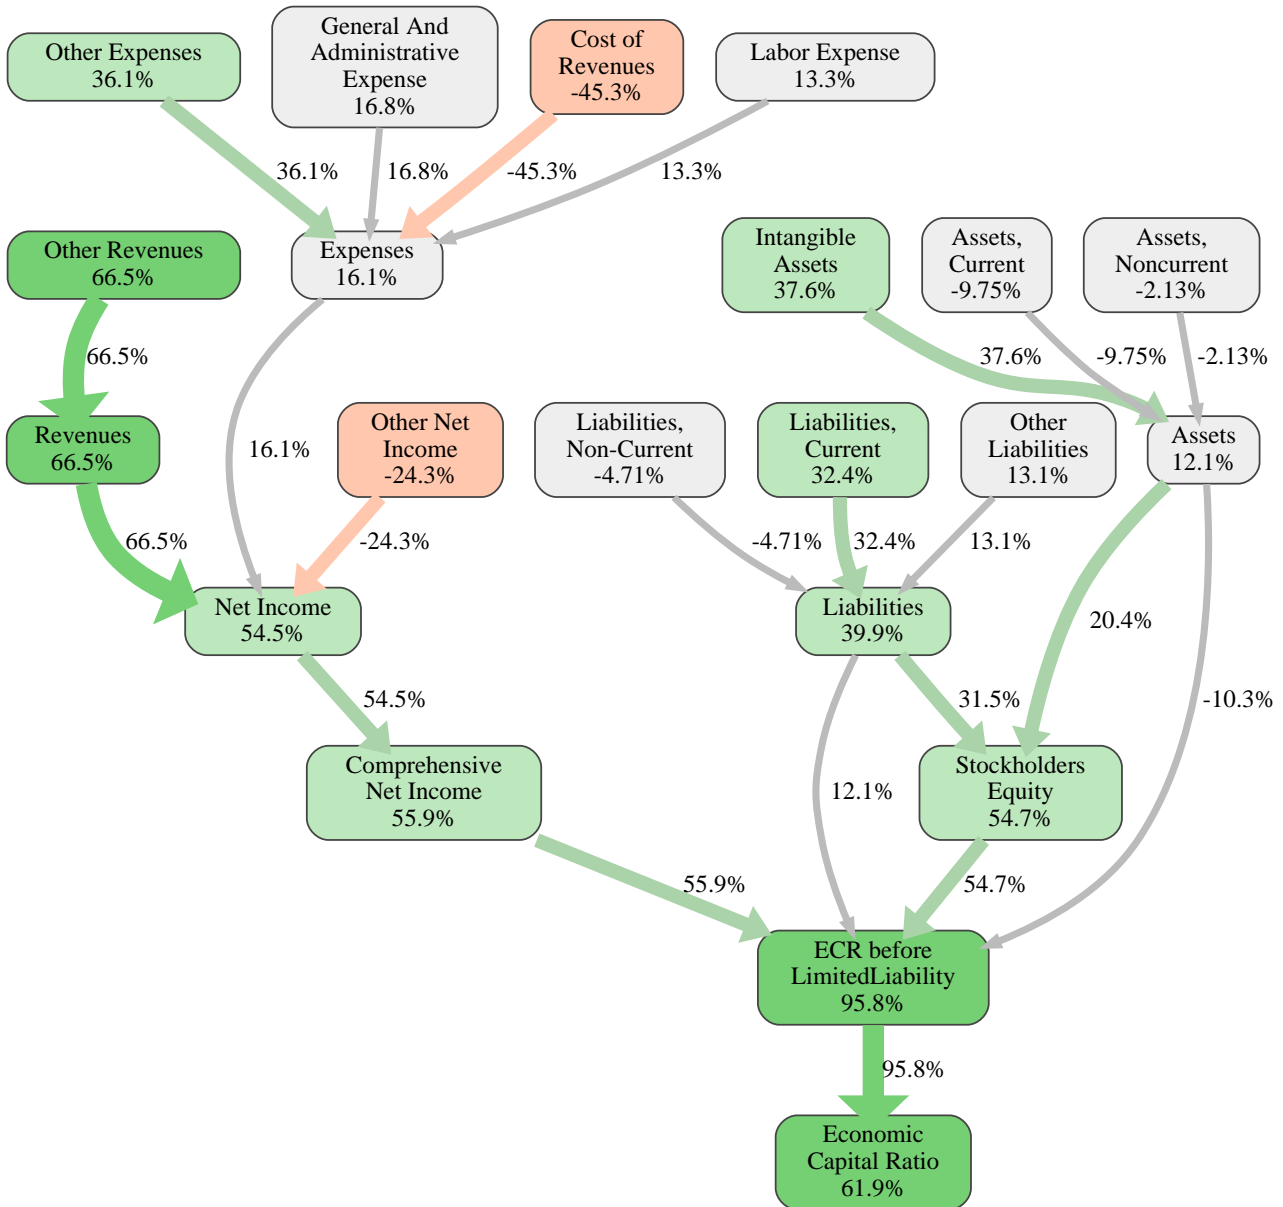 Other Expenses
36.1%
General And
Administrative
Expense
16.8%
Cost of
Revenues
-45.3%
Labor Expense
13.3%
36.1%
16.8%
-45.3%
13.3%
Other Revenues
66.5%
Expenses
16.1%
Intangible
Assets
37.6%
Assets,
Current
-9.75%
Assets,
Noncurrent
-2.13%
66.5%
37.6%
-9.75%
-2.13%
Revenues
66.5%
16.1%
Other Net
Income
-24.3%
Liabilities,
Non-Current
-4.71%
Liabilities,
Current
32.4%
Other
Liabilities
13.1%
Assets
12.1%
66.5%
-24.3%
-4.71%
32.4%
13.1%
Net Income
54.5%
Liabilities
39.9%
20.4%
54.5%
31.5%
-10.3%
Comprehensive
Net Income
55.9%
12.1%
Stockholders
Equity
54.7%
55.9%
54.7%
ECR before
LimitedLiability
95.8%
95.8%
Economic
Capital Ratio
61.9%